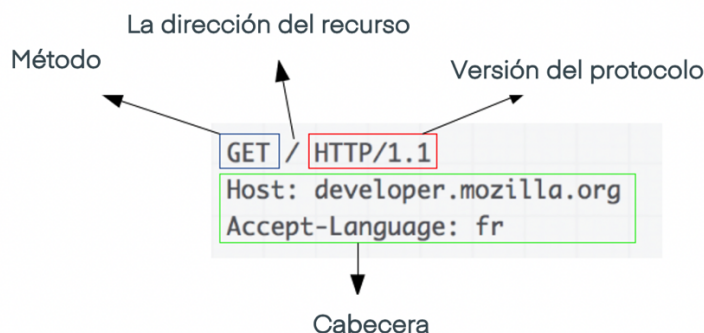 La dirección del recurso
Método
Versión del protocolo
GET / HTTP/1.1
Host: developer.mozilla.org
Accept-Language: fr
Cabecera